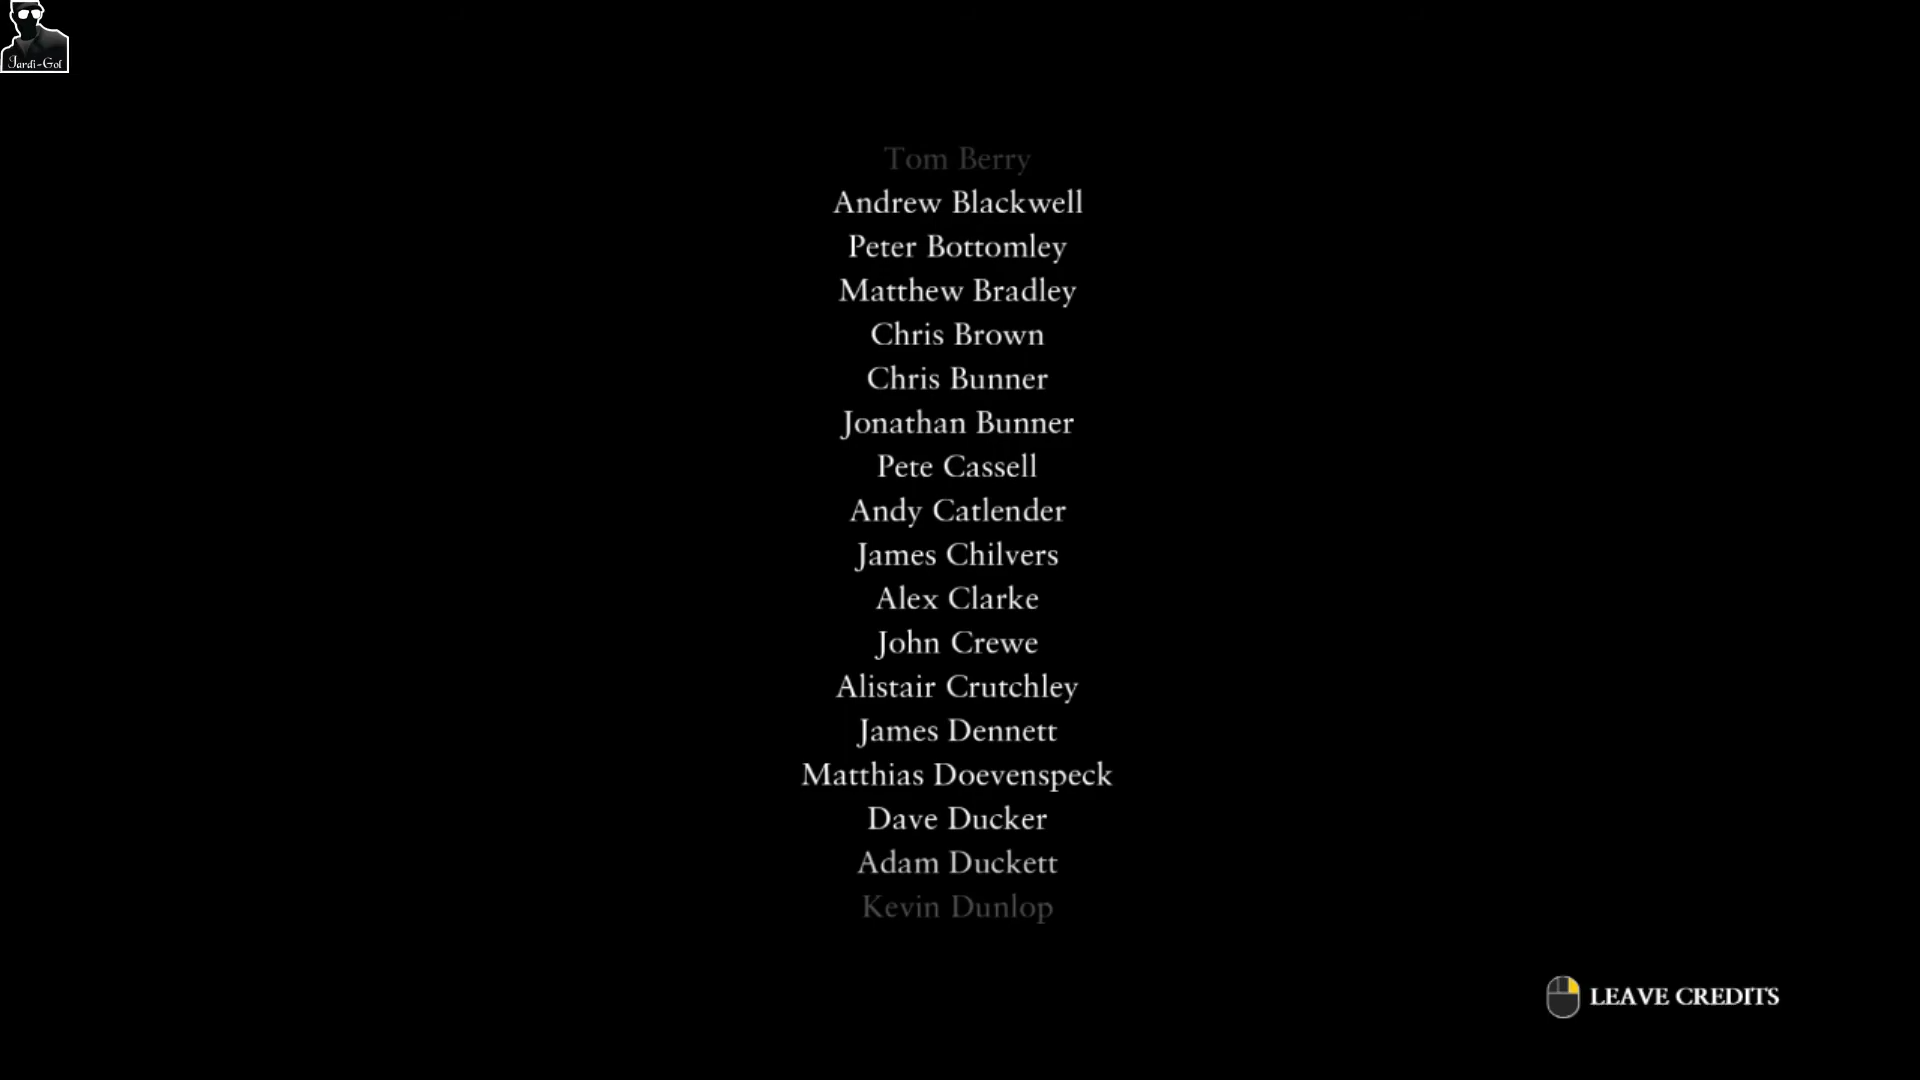 Jardi-Gol
Tom Berry
Andrew Blackwell
Peter Bottomley
Matthew Bradley
Chris Brown
Chris Bunner
Jonathan Bunner
Pete Cassell
Andy Catlender
James Chilvers
Alex Clarke
John Crewe
Alistair Crutchley
James Dennett
Matthias Doevenspeck
Dave Ducker
Adam Duckett
Kevin Dunlop
LEAVE CREDITS